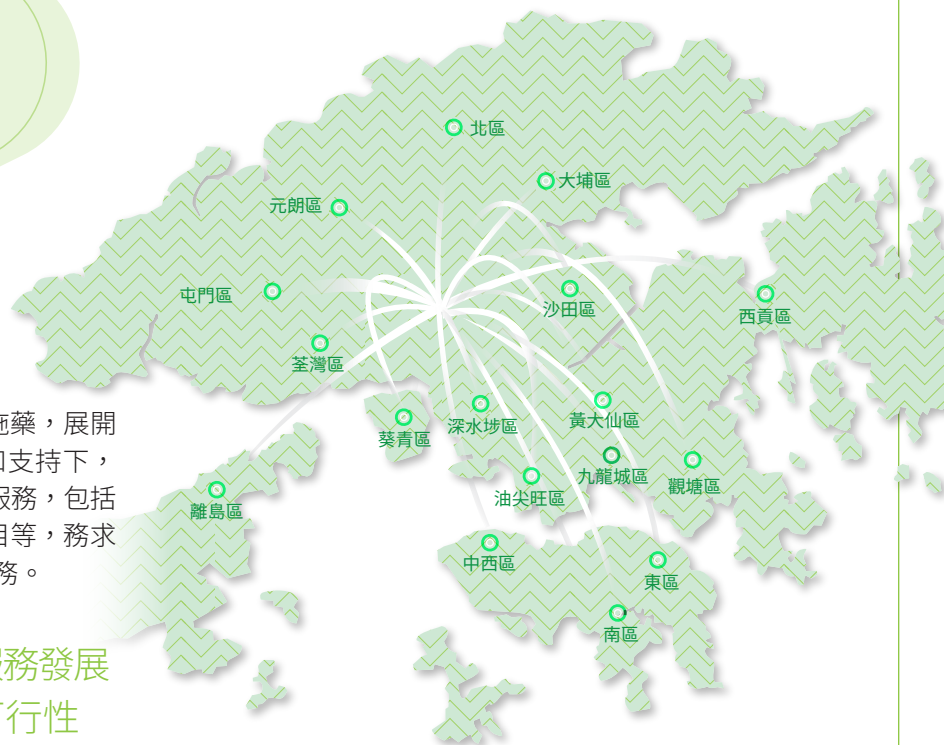 北區
大埔區
元朗區
屯門區
沙田區
西貢區
荃灣區
葵青區
深水埗區
黃大仙區
九龍城區
觀塘區
油尖旺區
離島區
中西區
東區
南區
施藥，展開
和支持下，
服務，包括
目等，務求
務。
服務發展
可行性